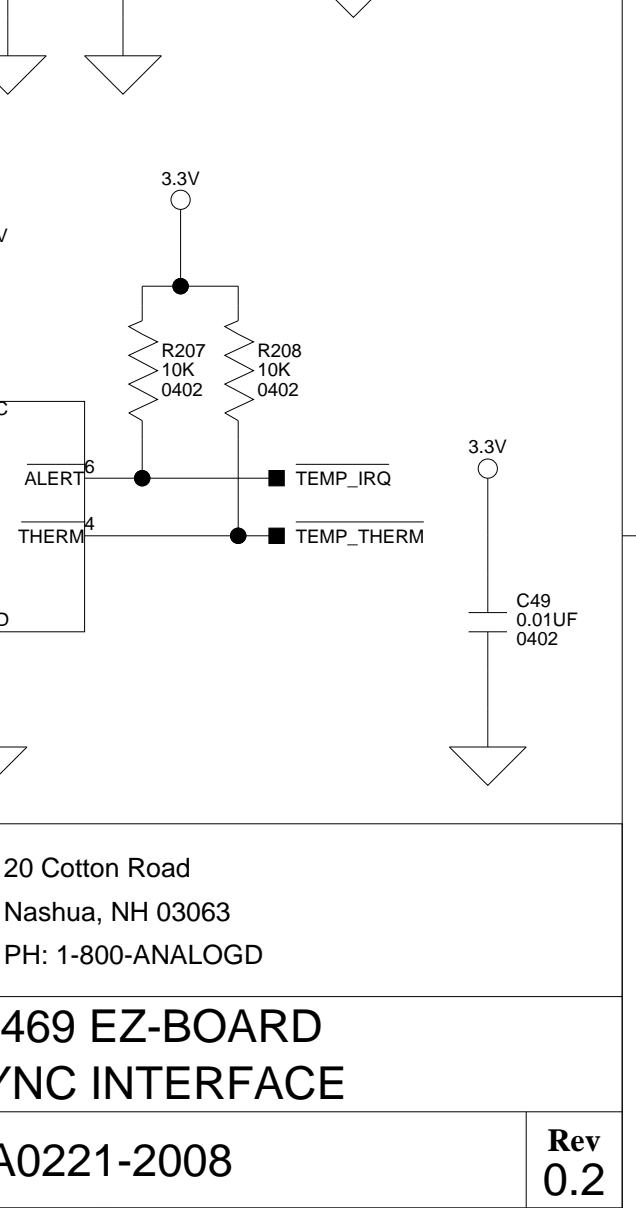 3.3V
V
R207
10K
0402
R208
10K
0402
C
ALERT
6
TEMP_IRQ
3.3V
THERM
4
TEMP_THERM
C49
0.01UF
0402
D
20 Cotton Road
Nashua, NH 03063
PH: 1-800-ANALOGD
469 EZ-BOARD
YNC INTERFACE
A0221-2008
Rev
0.2